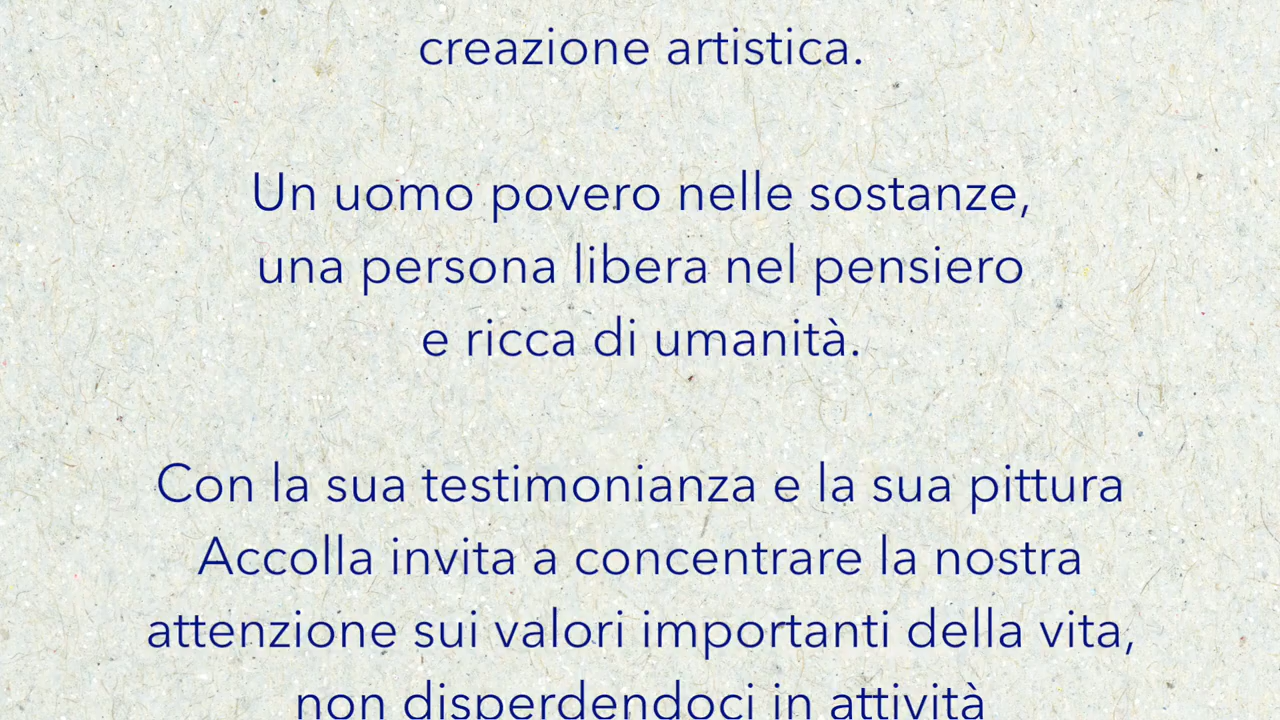 creazione artistica.
Un uomo povero nelle sostanze,
una persona libera nel pensiero
e ricca di umanità.
Con la sua testimonianza e la sua pittura
Accolla invita a concentrare la nostra
attenzione sui valori importanti della vita,
non disperdendoci in attività